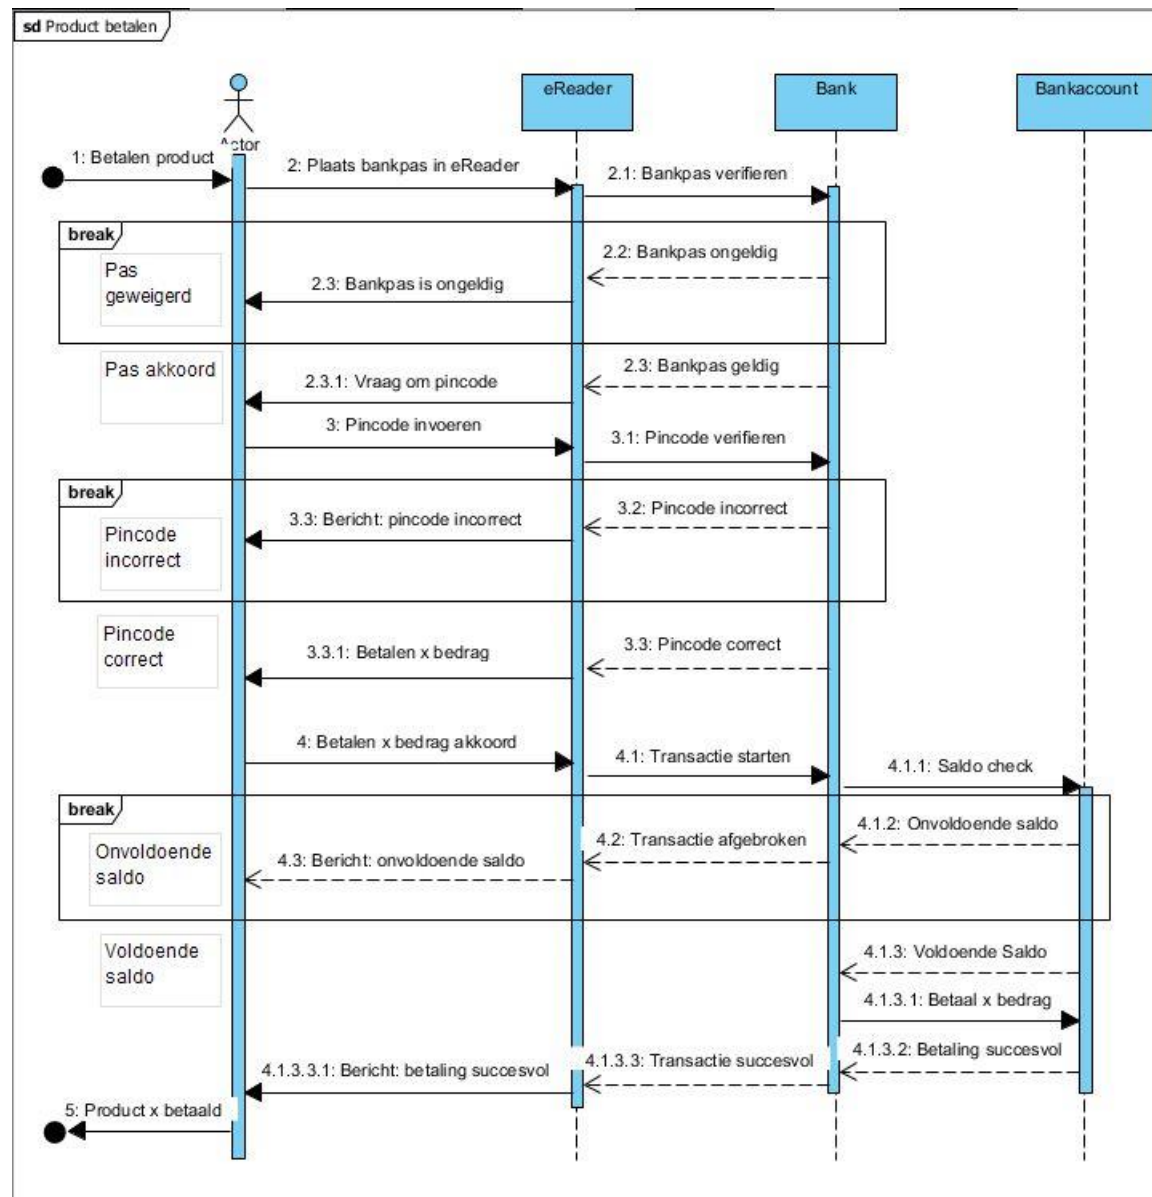 sd Product betalen
eReader
Bank
Bankaccount
Actor
1: Betalen product
2: Plaats bankpas in eReader
2.1: Bankpas verifieren
break
2.2: Bankpas ongeldig
Pas
geweigerd
2.3: Bankpas is ongeldig
Pas akkoord
2.3: Bankpas geldig
2.3.1: Vraag om pincode
3: Pincode invoeren
3.1: Pincode verifieren
break
3.2: Pincode incorrect
3.3: Bericht: pincode incorrect
Pincode
incorrect
Pincode
correct
3.3: Pincode correct
3.3.1: Betalen x bedrag
4: Betalen x bedrag akkoord
4.1: Transactie starten
4.1.1: Saldo check
break
4.1.2: Onvoldoende saldo
4.2: Transactie afgebroken
Onvoldoende
saldo
4.3: Bericht: onvoldoende saldo
Voldoende
saldo
4.1.3: Voldoende Saldo
4.1.3.1: Betaal x bedrag
4.1.3.2: Betaling succesvol
4.1.3.3: Transactie succesvol
4.1.3.3.1: Bericht: betaling succesvol
5: Product x betaald